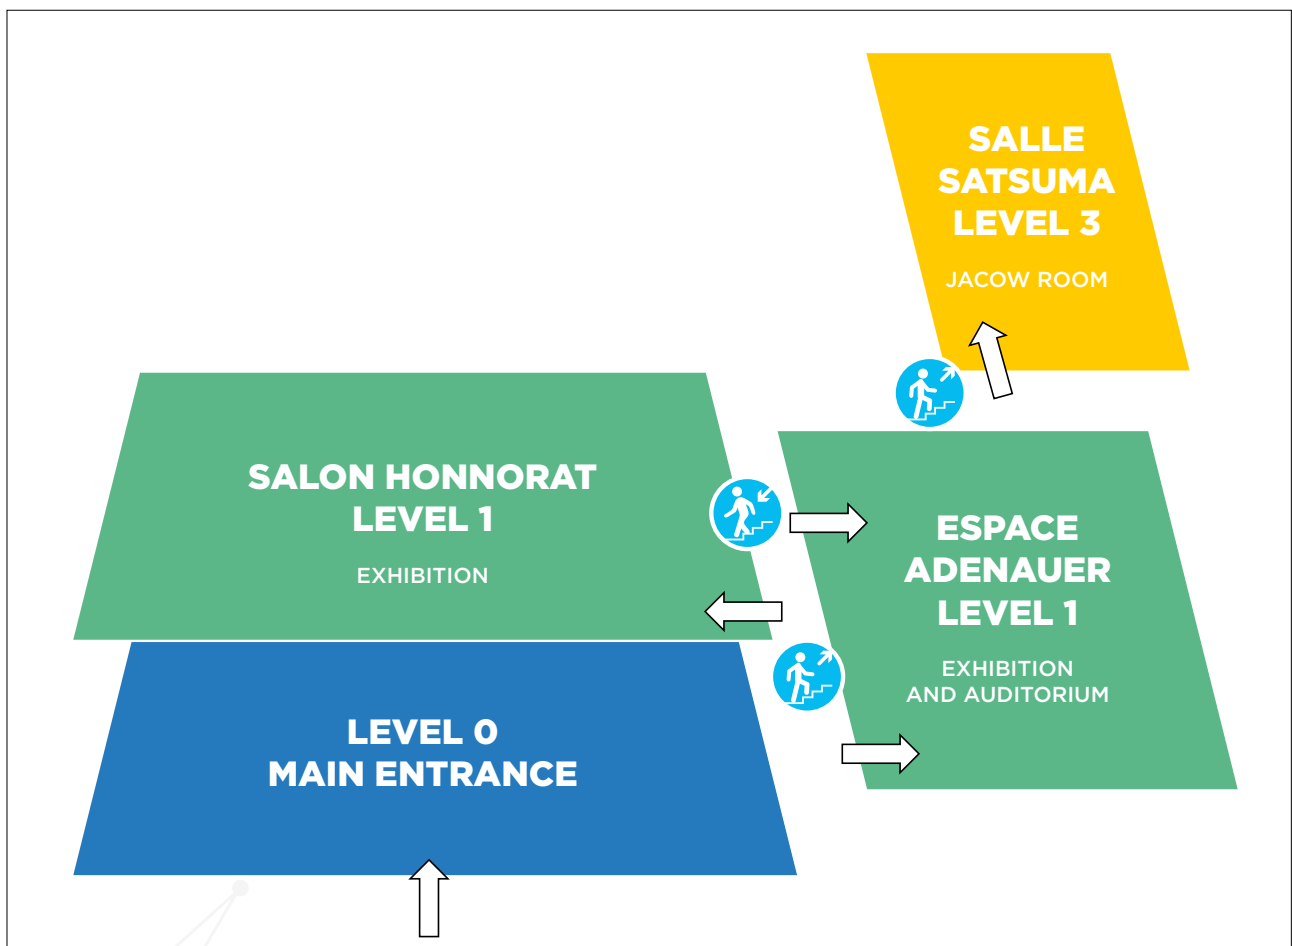 SALLE
SATSUMA
LEVEL 3
JACOW ROOM
SALON HONNORAT
LEVEL 1
EXHIBITION
ESPACE
ADENAUER
LEVEL 1
EXHIBITION
AND AUDITORIUM
LEVEL 0
MAIN ENTRANCE